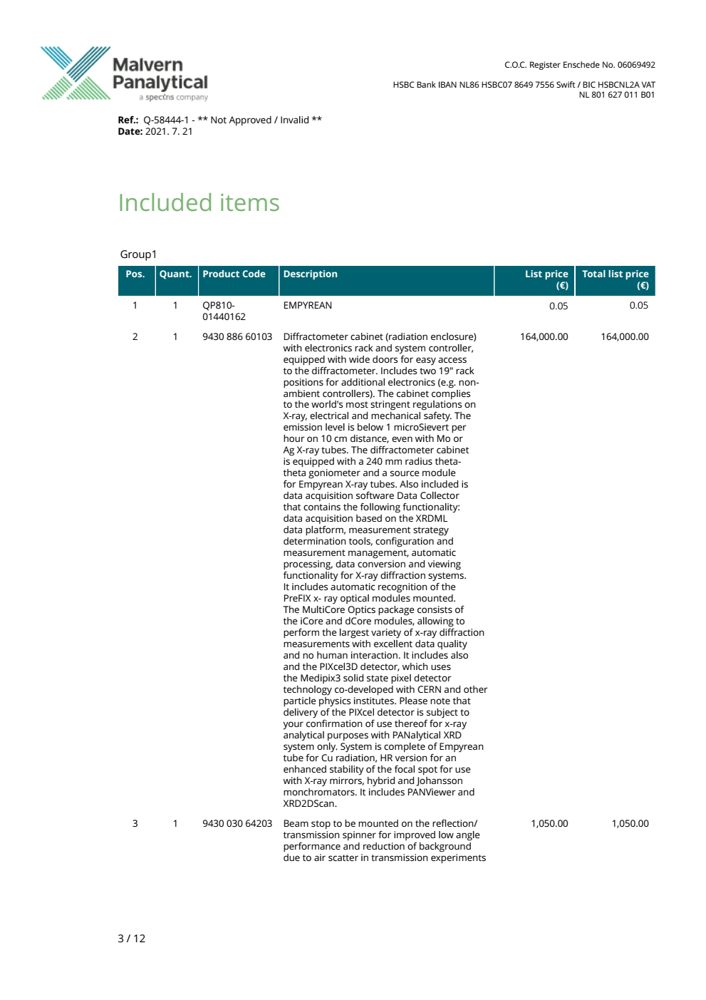 Malvern
Panalytical
a spectris company
C.O.C. Register Enschede No. 06069492
HSBC Bank IBAN NL86 HSBC07 8649 7556 Swift / BIC HSBCNL2A VAT
NL 801 627 011 B01
Ref.: Q-58444-1 - ** Not Approved / Invalid **
Date: 2021. 7. 21
Included items
Group1
Pos. Quant. Product Code Description List price (€) Total list price (€)
1 1 QP810-01440162 EMPYREAN 0.05 0.05
2 1 9430 886 60103 Diffractometer cabinet (radiation enclosure) 164,000.00 164,000.00
with electronics rack and system controller,
equipped with wide doors for easy access
to the diffractometer. Includes two 19" rack
positions for additional electronics (e.g. non-
ambient controllers). The cabinet complies
to the world's most stringent regulations on
X-ray, electrical and mechanical safety. The
emission level is below 1 microSievert per
hour on 10 cm distance, even with Mo or
Ag X-ray tubes. The diffractometer cabinet
is equipped with a 240 mm radius theta-
theta goniometer and a source module
for Empyrean X-ray tubes. Also included is
data acquisition software Data Collector
that contains the following functionality:
data acquisition based on the XRDML
data platform, measurement strategy
determination tools, configuration and
measurement management, automatic
processing, data conversion and viewing
functionality for X-ray diffraction systems.
It includes automatic recognition of the
PreFIX x- ray optical modules mounted.
The MultiCore Optics package consists of
the iCore and dCore modules, allowing to
perform the largest variety of x-ray diffraction
measurements with excellent data quality
and no human interaction. It includes also
and the PIXcel3D detector, which uses
the Medipix3 solid state pixel detector
technology co-developed with CERN and other
particle physics institutes. Please note that
delivery of the PIXcel detector is subject to
your confirmation of use thereof for x-ray
analytical purposes with PANalytical XRD
system only. System is complete of Empyrean
tube for Cu radiation, HR version for an
enhanced stability of the focal spot for use
with X-ray mirrors, hybrid and Johansson
monchromators. It includes PANViewer and
XRD2DScan.
3 1 9430 030 64203 Beam stop to be mounted on the reflection/ 1,050.00 1,050.00
transmission spinner for improved low angle
performance and reduction of background
due to air scatter in transmission experiments
3 / 12